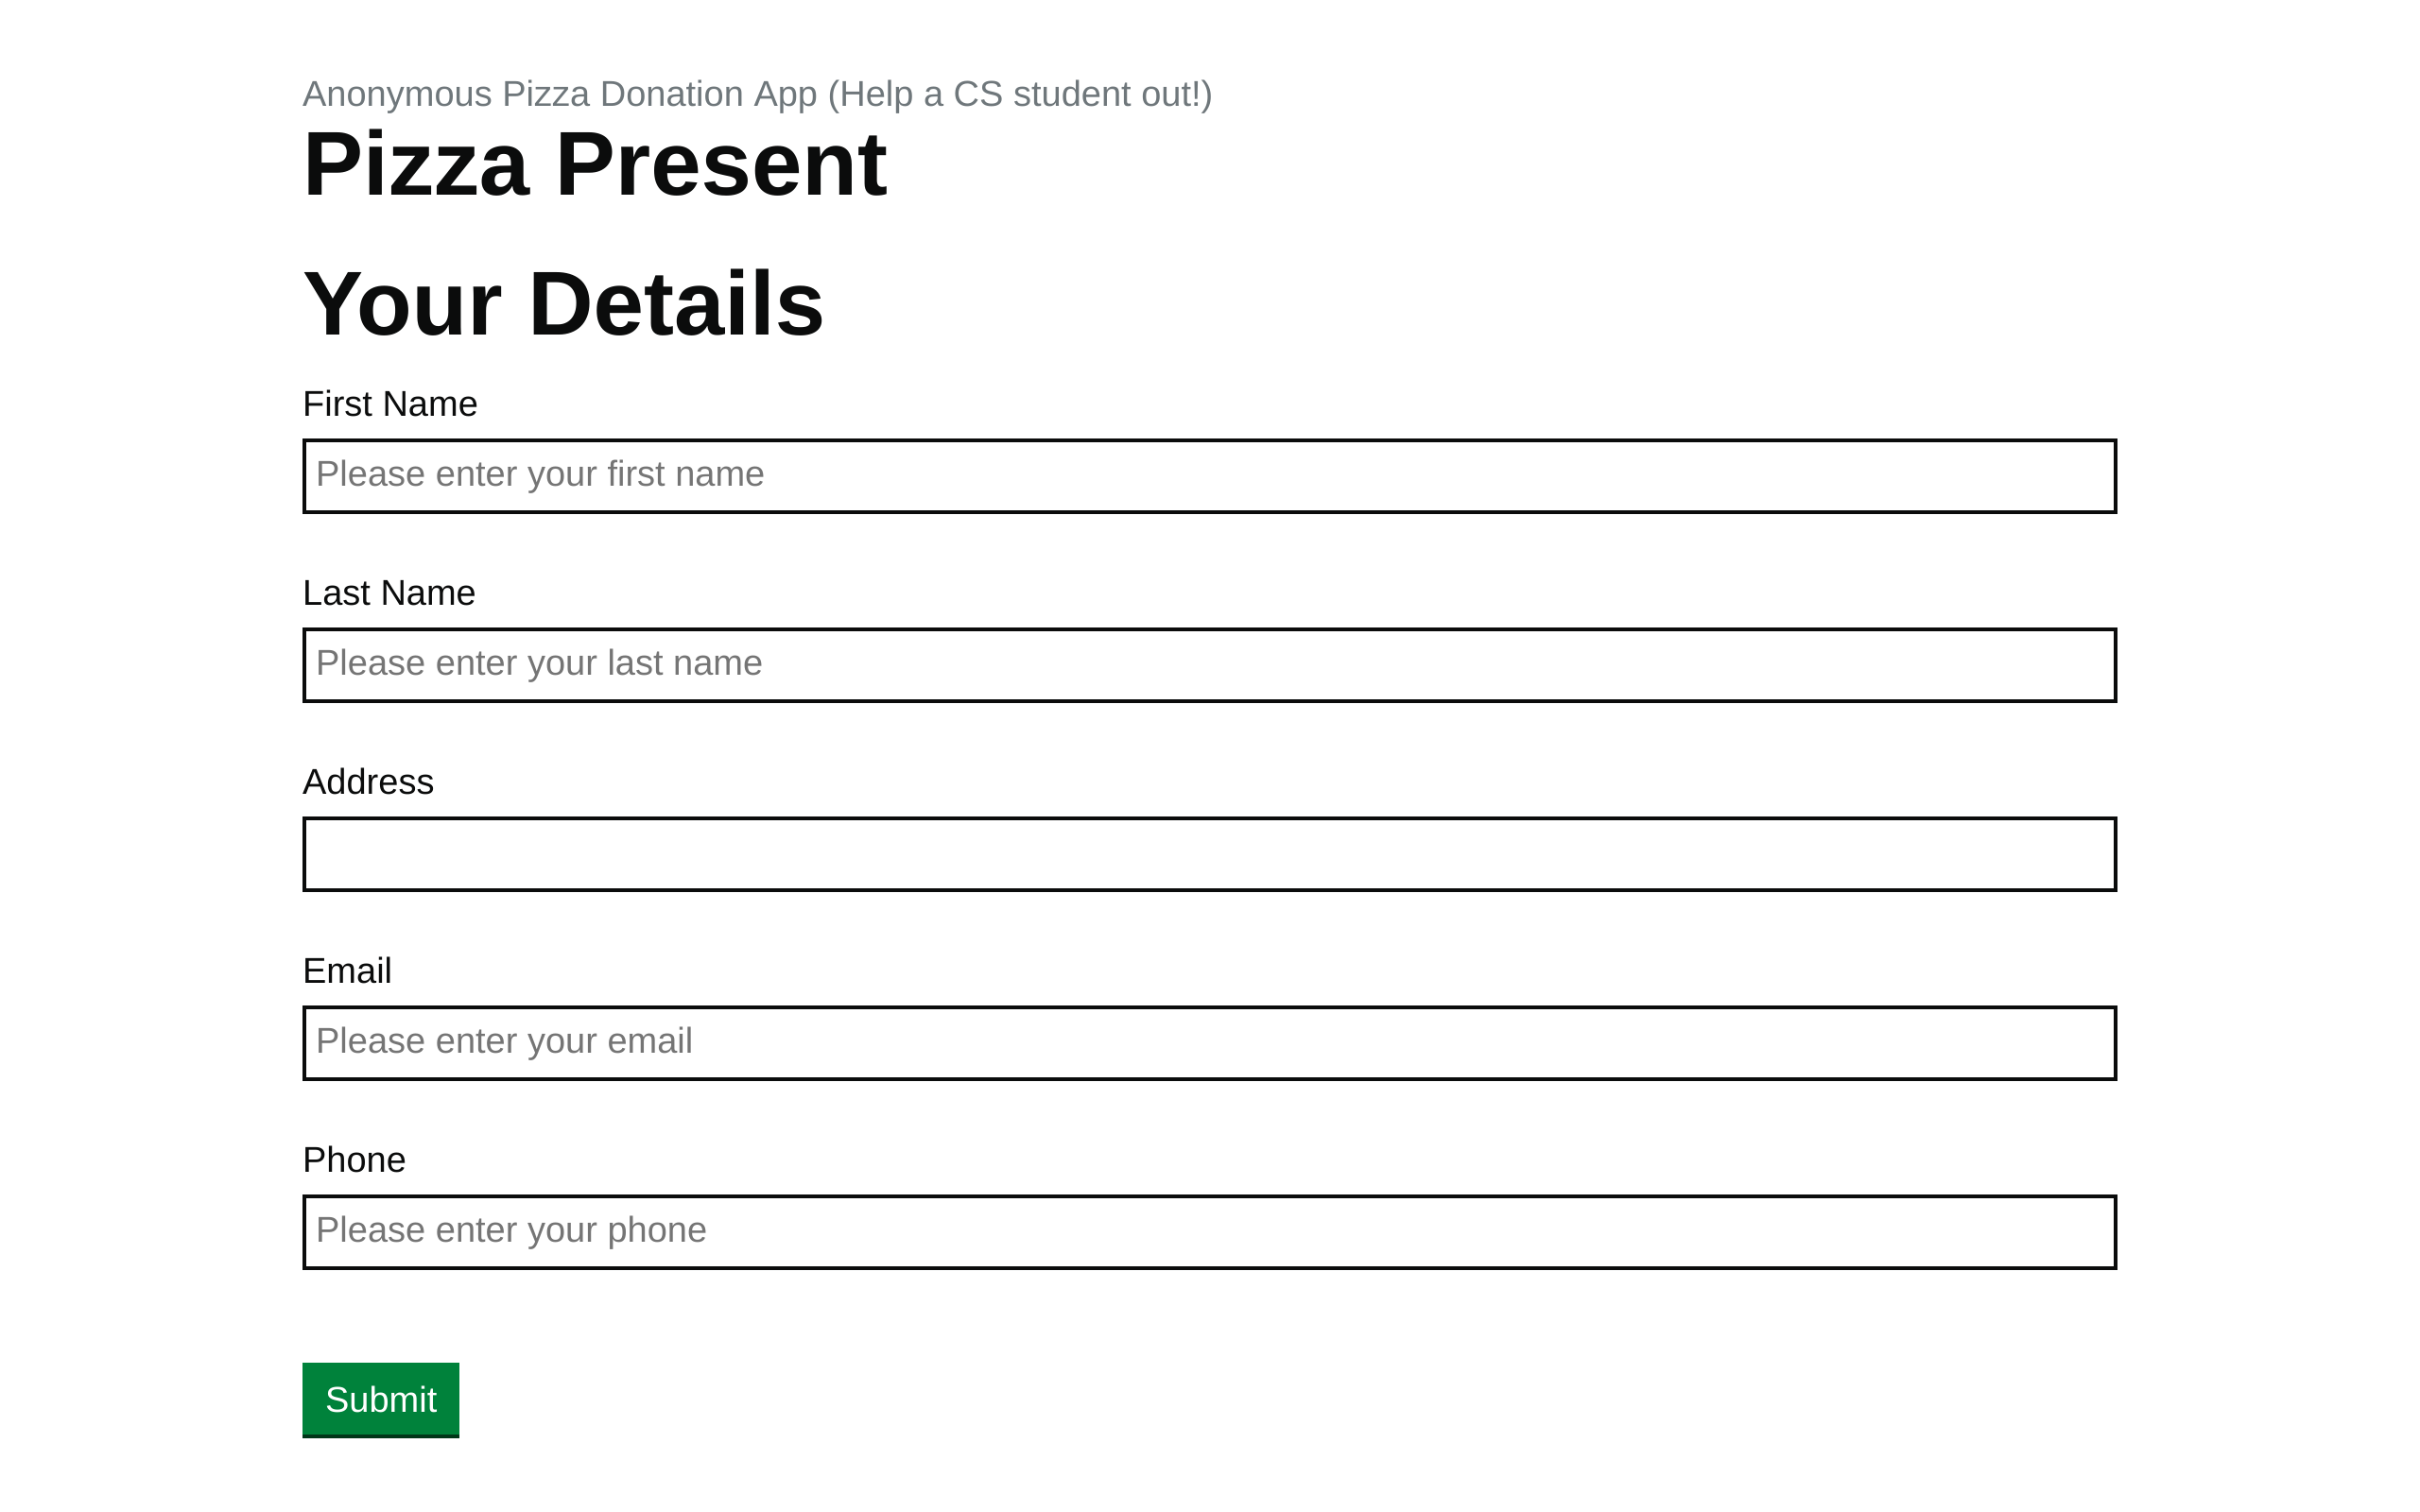 Anonymous Pizza Donation App (Help a CS student out!)
Pizza Present
Your Details
First Name
Please enter your first name
Last Name
Please enter your last name
Address
Email
Please enter your email
Phone
Please enter your phone
Submit